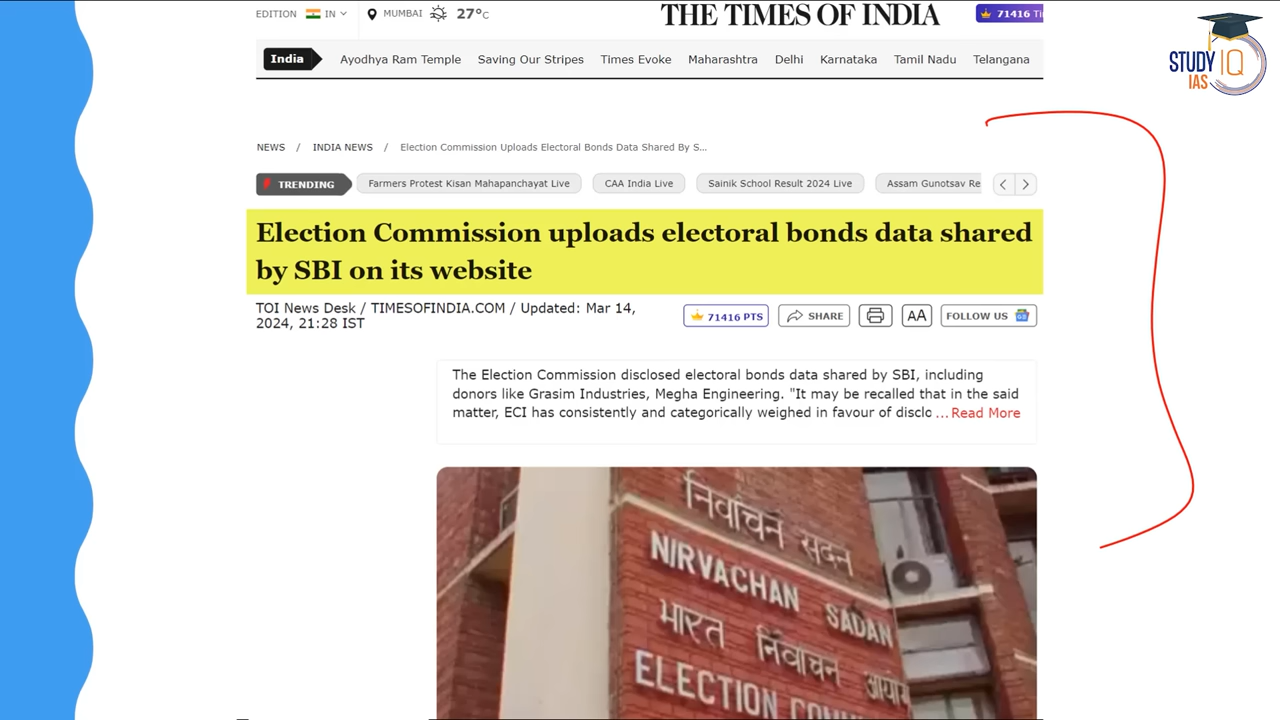 EDITION IN MUMBAI 27°C THE TIMES OF INDIA 71416
STUDY IQ
IAS
India Ayodhya Ram Temple Saving Our Stripes Times Evoke Maharashtra Delhi Karnataka Tamil Nadu Telangana
NEWS / INDIA NEWS / Election Commission Uploads Electoral Bonds Data Shared By S...
TRENDING Farmers Protest Kisan Mahapanchayat Live CAA India Live Sainik School Result 2024 Live Assam Gunotsav Re
Election Commission uploads electoral bonds data shared
by SBI on its website
TOI News Desk / TIMESOFINDIA.COM / Updated: Mar 14,
2024, 21:28 IST
71416 PTS SHARE AA FOLLOW US
The Election Commission disclosed electoral bonds data shared by SBI, including
donors like Grasim Industries, Megha Engineering. "It may be recalled that in the said
matter, ECI has consistently and categorically weighed in favour of disclo ...Read More
निर्वाचन सदन
NIRVACHAN SADAN
भारत निर्वाचन आयोग
ELECTION